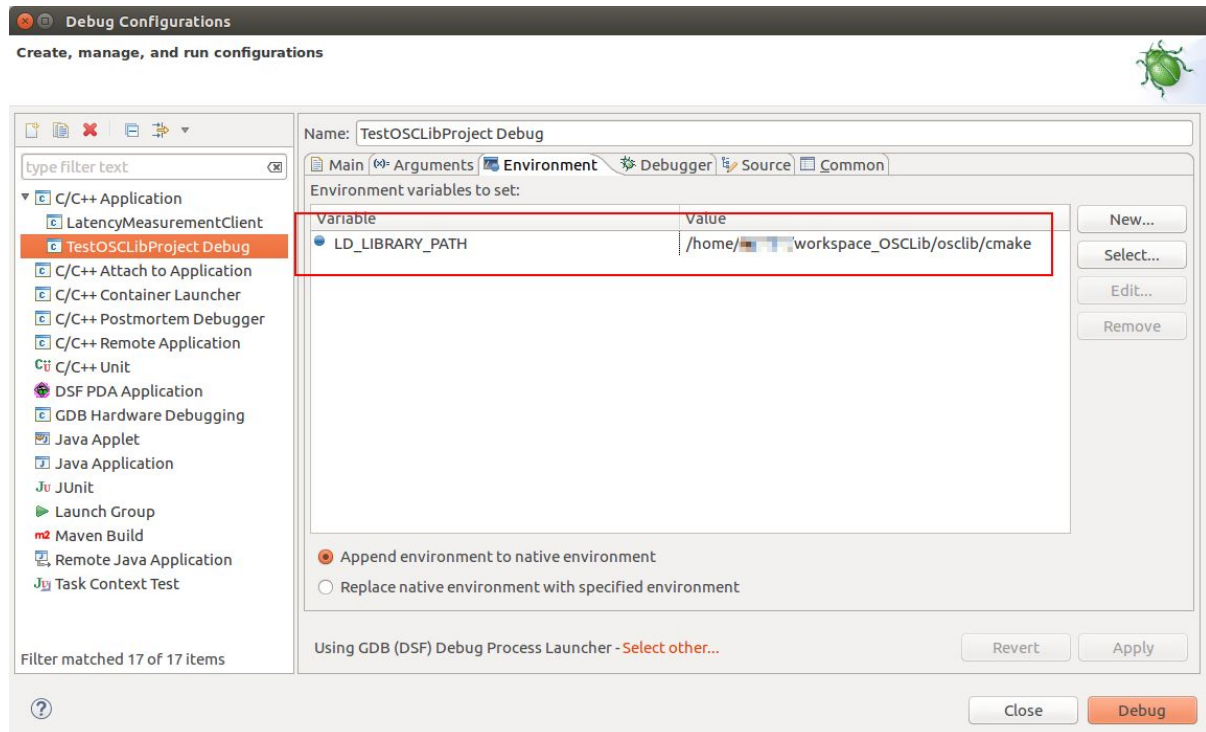 Debug Configurations
Create, manage, and run configurations
type filter text
C/C++ Application
LatencyMeasurementClient
TestOSCLibProject Debug
C/C++ Attach to Application
C/C++ Container Launcher
C/C++ Postmortem Debugger
C/C++ Remote Application
C/C++ Unit
DSF PDA Application
GDB Hardware Debugging
Java Applet
Java Application
Ju JUnit
Launch Group
m2 Maven Build
Remote Java Application
Task Context Test
Filter matched 17 of 17 items
Name: TestOSCLibProject Debug
Main Arguments Environment Debugger Source Common
Environment variables to set:
Variable Value
LD_LIBRARY_PATH /home/ workspace_OSCLib/osclib/cmake
New...
Select...
Edit...
Remove
Append environment to native environment
Replace native environment with specified environment
Using GDB (DSF) Debug Process Launcher - Select other...
Revert Apply
? Close Debug